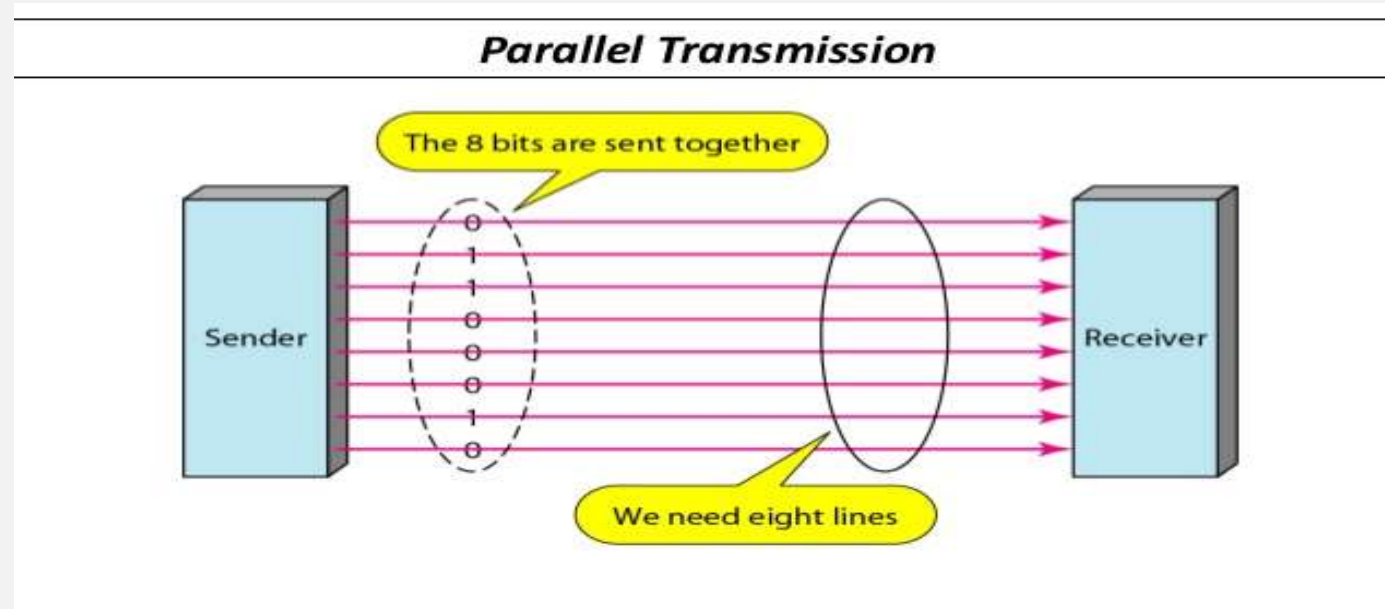 Parallel Transmission
The 8 bits are sent together
0
1
1
0
Sender
Receiver
0
0
1
0
We need eight lines